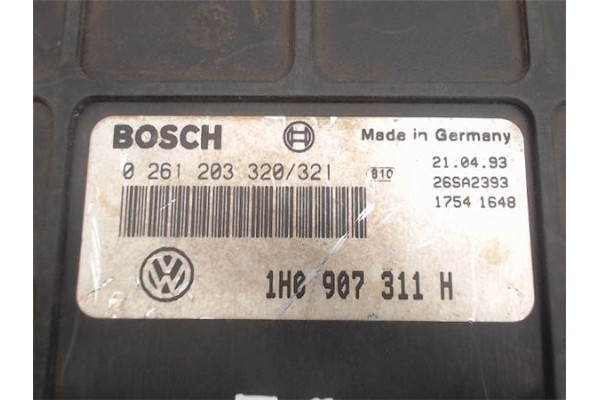 BOSCH
Made in Germany
0 261 203 320/321
810
21.04.93
26SA2393
1754 1648
VW
1H0 907 311 H